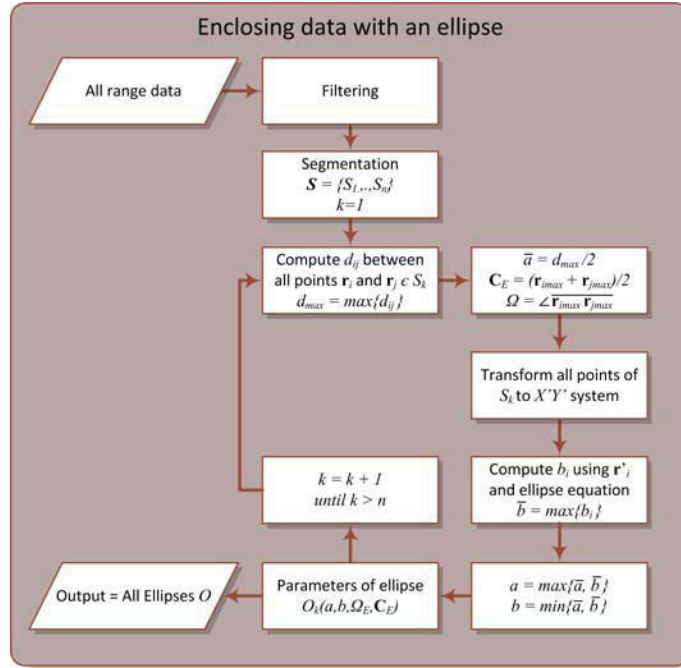 Enclosing data with an ellipse
All range data
Filtering
Segmentation
S = {S1,..,Sn}
k=1
Compute dij between
all points ri and rj ϵ Sk
dmax = max{dij}
a̅ = dmax/2
CE = (rimax + rjmax)/2
Ω = ∠r̅i̅m̅a̅x̅ r̅j̅m̅a̅x̅
Transform all points of
Sk to X'Y' system
Compute bi using r'i
and ellipse equation
b̅ = max{bi}
k = k + 1
until k > n
Output = All Ellipses O
Parameters of ellipse
Ok(a,b,ΩE,CE)
a = max{a̅, b̅}
b = min{a̅, b̅}